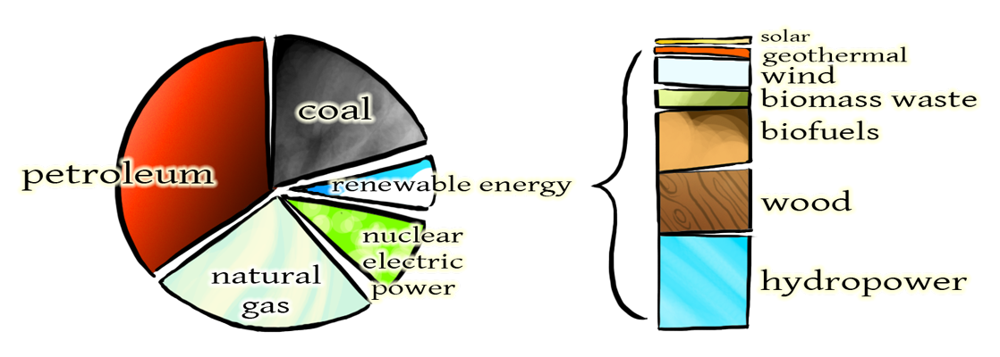 coal
petroleum
renewable energy
nuclear
electric
power
natural
gas
solar
geothermal
wind
biomass waste
biofuels
wood
hydropower